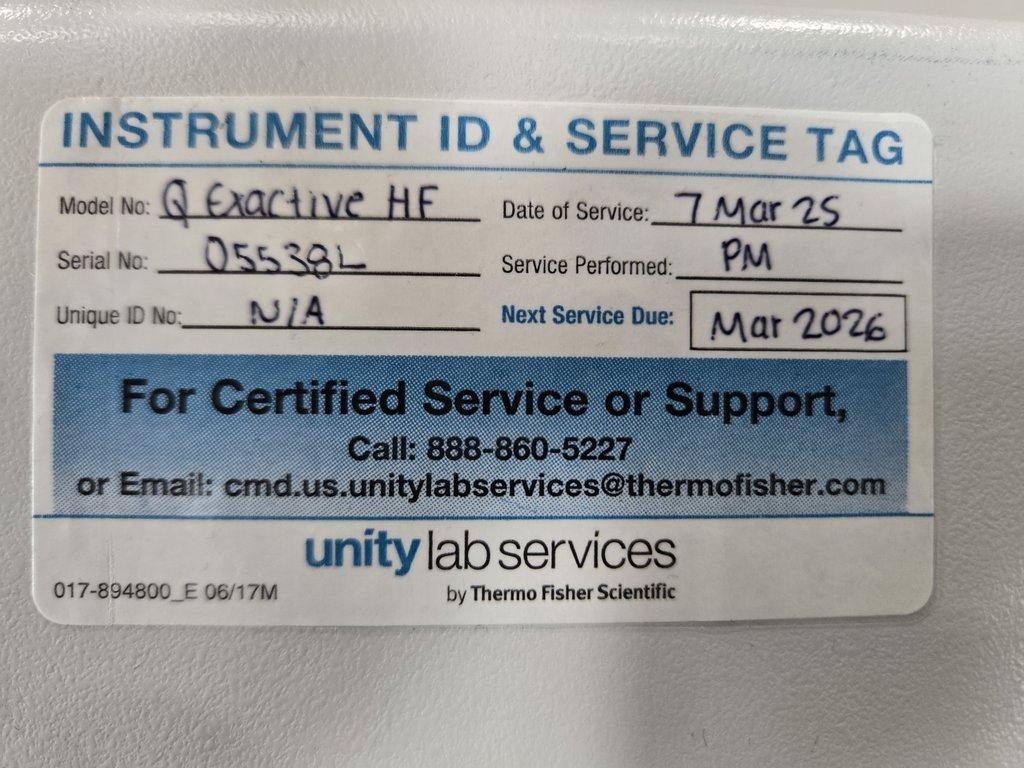 INSTRUMENT ID & SERVICE TAG
Model No: Q Exactive HF Date of Service: 7 Mar 25
Serial No: 05538L Service Performed: PM
Unique ID No: N/A Next Service Due: Mar 2026
For Certified Service or Support,
Call: 888-860-5227
or Email: cmd.us.unitylabservices@thermofisher.com
unity lab services
017-894800_E 06/17M by Thermo Fisher Scientific